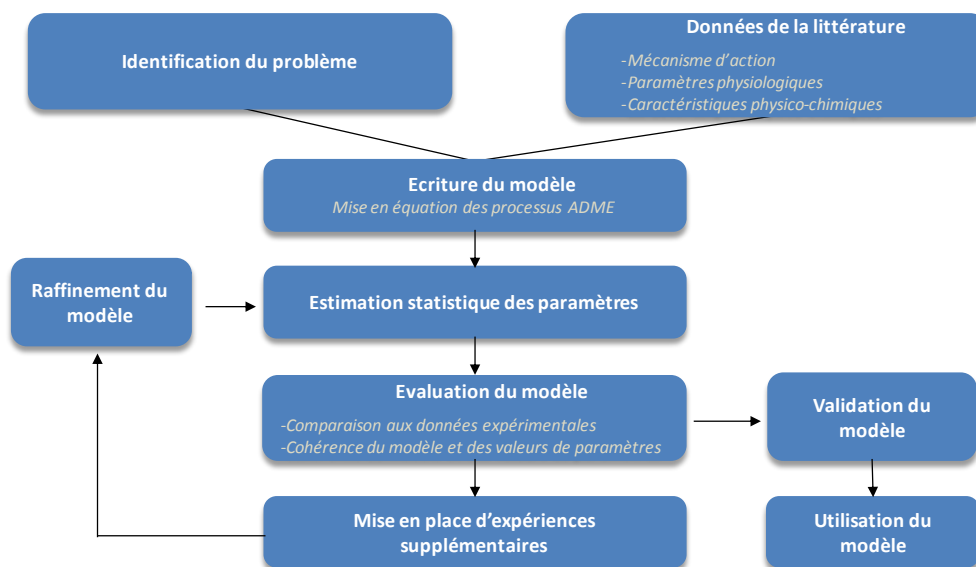 Identification du problème
Données de la littérature
-Mécanisme d'action
-Paramètres physiologiques
-Caractéristiques physico-chimiques
Ecriture du modèle
Mise en équation des processus ADME
Raffinement du
modèle
Estimation statistique des paramètres
Evaluation du modèle
-Comparaison aux données expérimentales
-Cohérence du modèle et des valeurs de paramètres
Validation du
modèle
Mise en place d'expériences
supplémentaires
Utilisation du
modèle